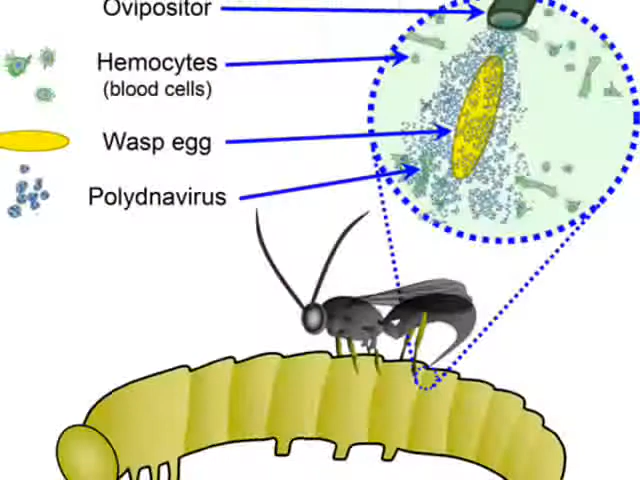 Ovipositor
Hemocytes
(blood cells)
Wasp egg
Polydnavirus